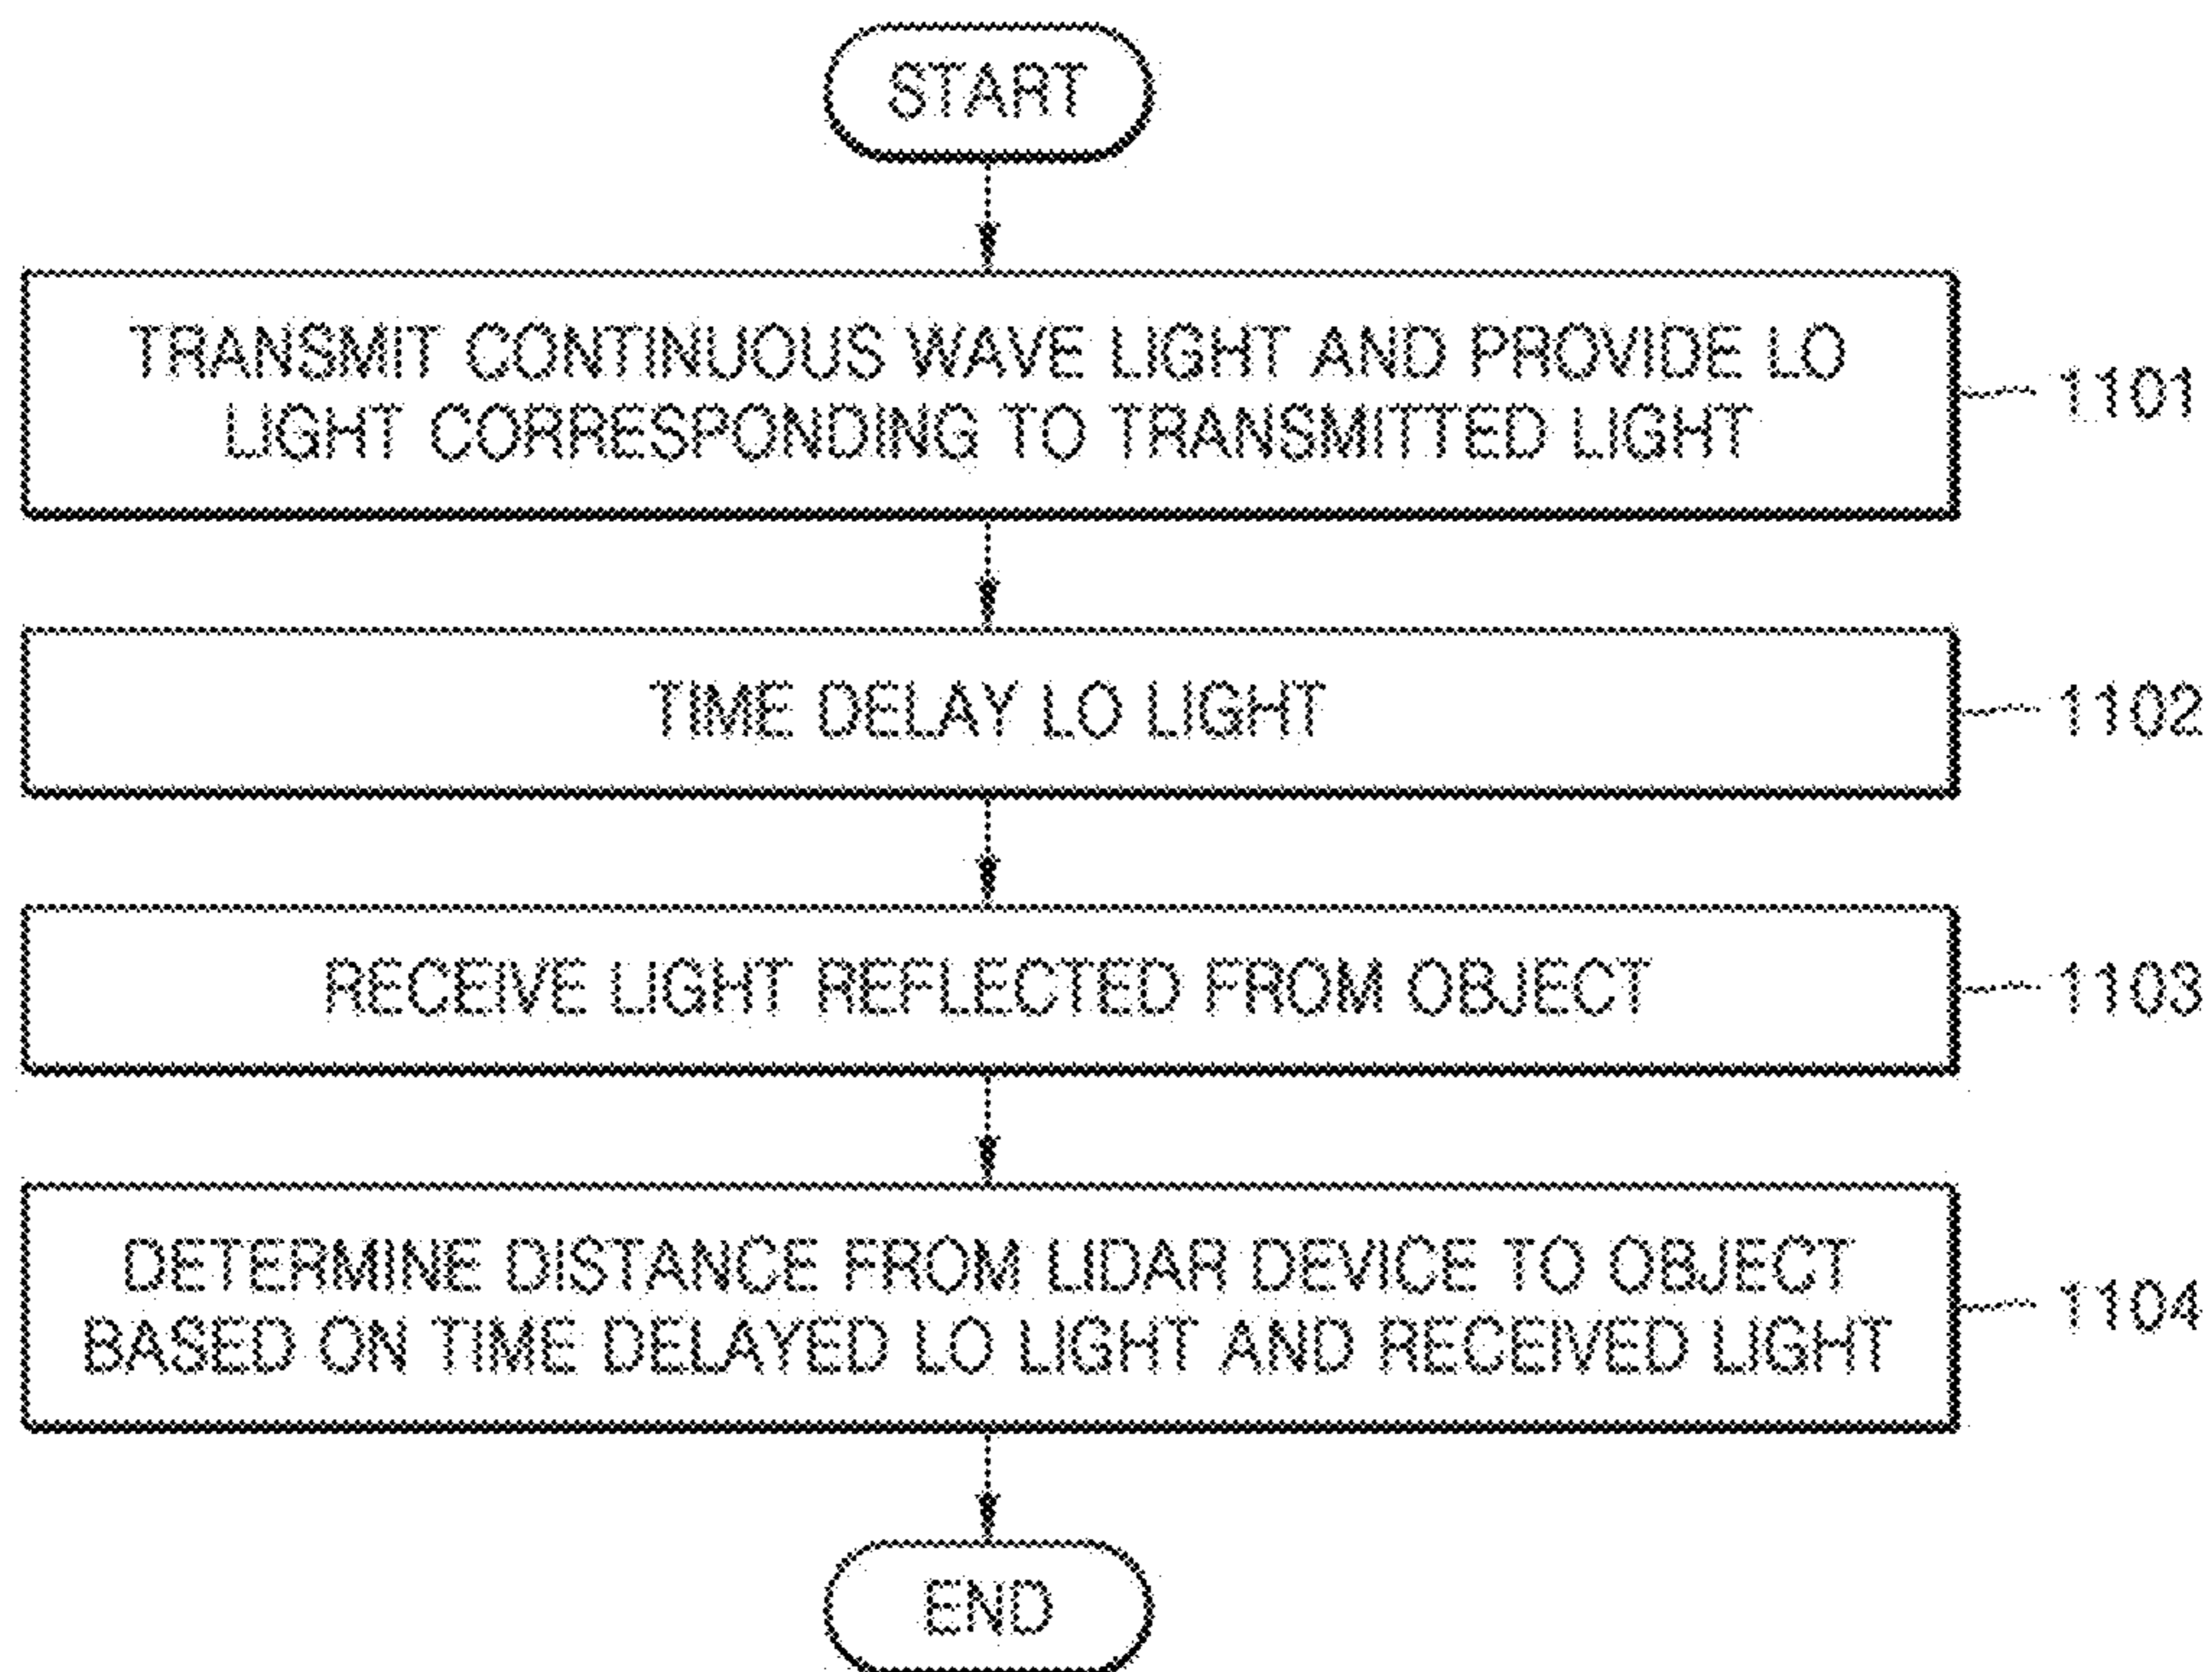 START
TRANSMIT CONTINUOUS WAVE LIGHT AND PROVIDE LO
LIGHT CORRESPONDING TO TRANSMITTED LIGHT
1101
TIME DELAY LO LIGHT
1102
RECEIVE LIGHT REFLECTED FROM OBJECT
1103
DETERMINE DISTANCE FROM LIDAR DEVICE TO OBJECT
BASED ON TIME DELAYED LO LIGHT AND RECEIVED LIGHT
1104
END